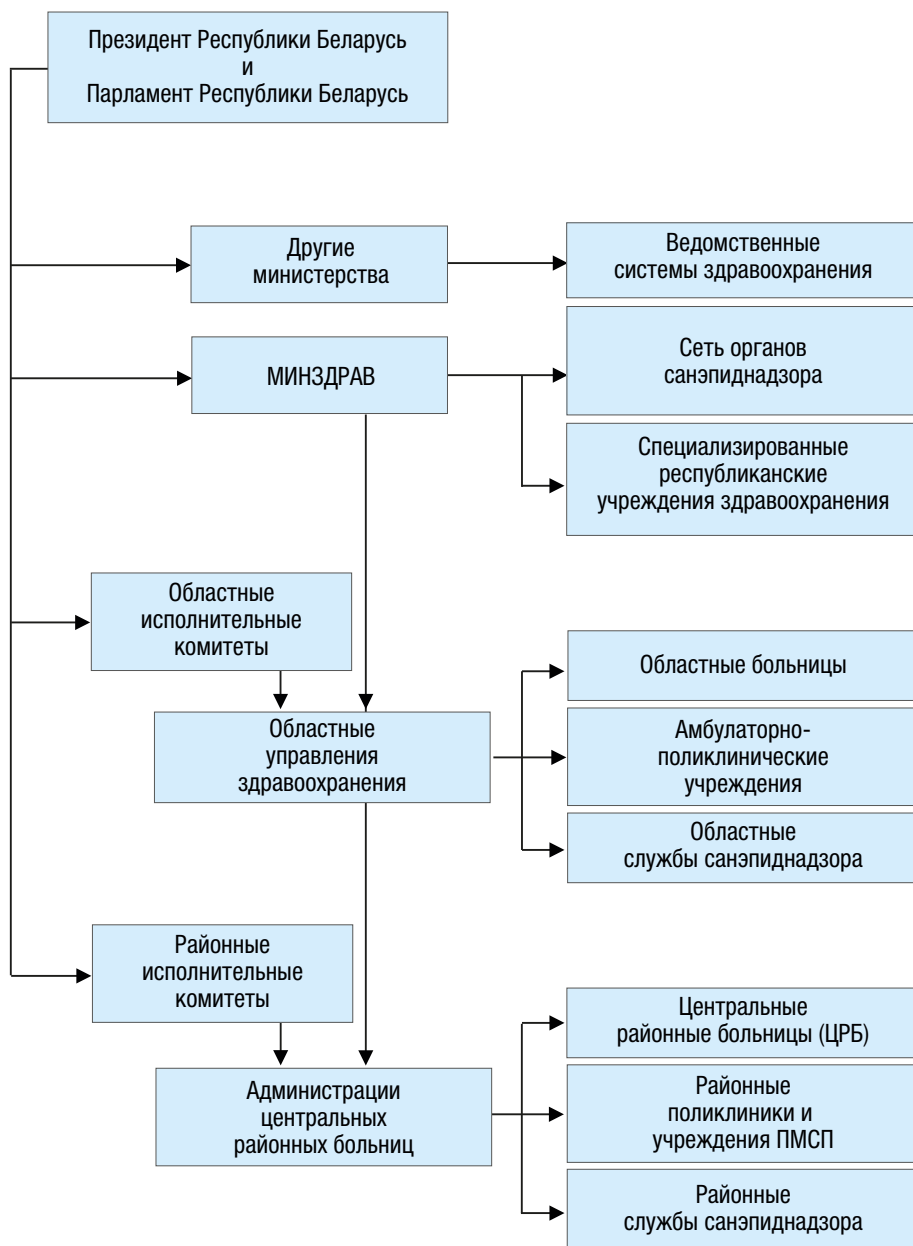 Президент Республики Беларусь
и
Парламент Республики Беларусь
Другие
министерства
Ведомственные
системы здравоохранения
МИНЗДРАВ
Сеть органов
санэпиднадзора
Специализированные
республиканские
учреждения здравоохранения
Областные
исполнительные
комитеты
Областные
управления
здравоохранения
Областные больницы
Амбулаторно-
поликлинические
учреждения
Областные
службы санэпиднадзора
Районные
исполнительные
комитеты
Администрации
центральных
районных больниц
Центральные
районные больницы (ЦРБ)
Районные
поликлиники и
учреждения ПМСП
Районные
службы санэпиднадзора